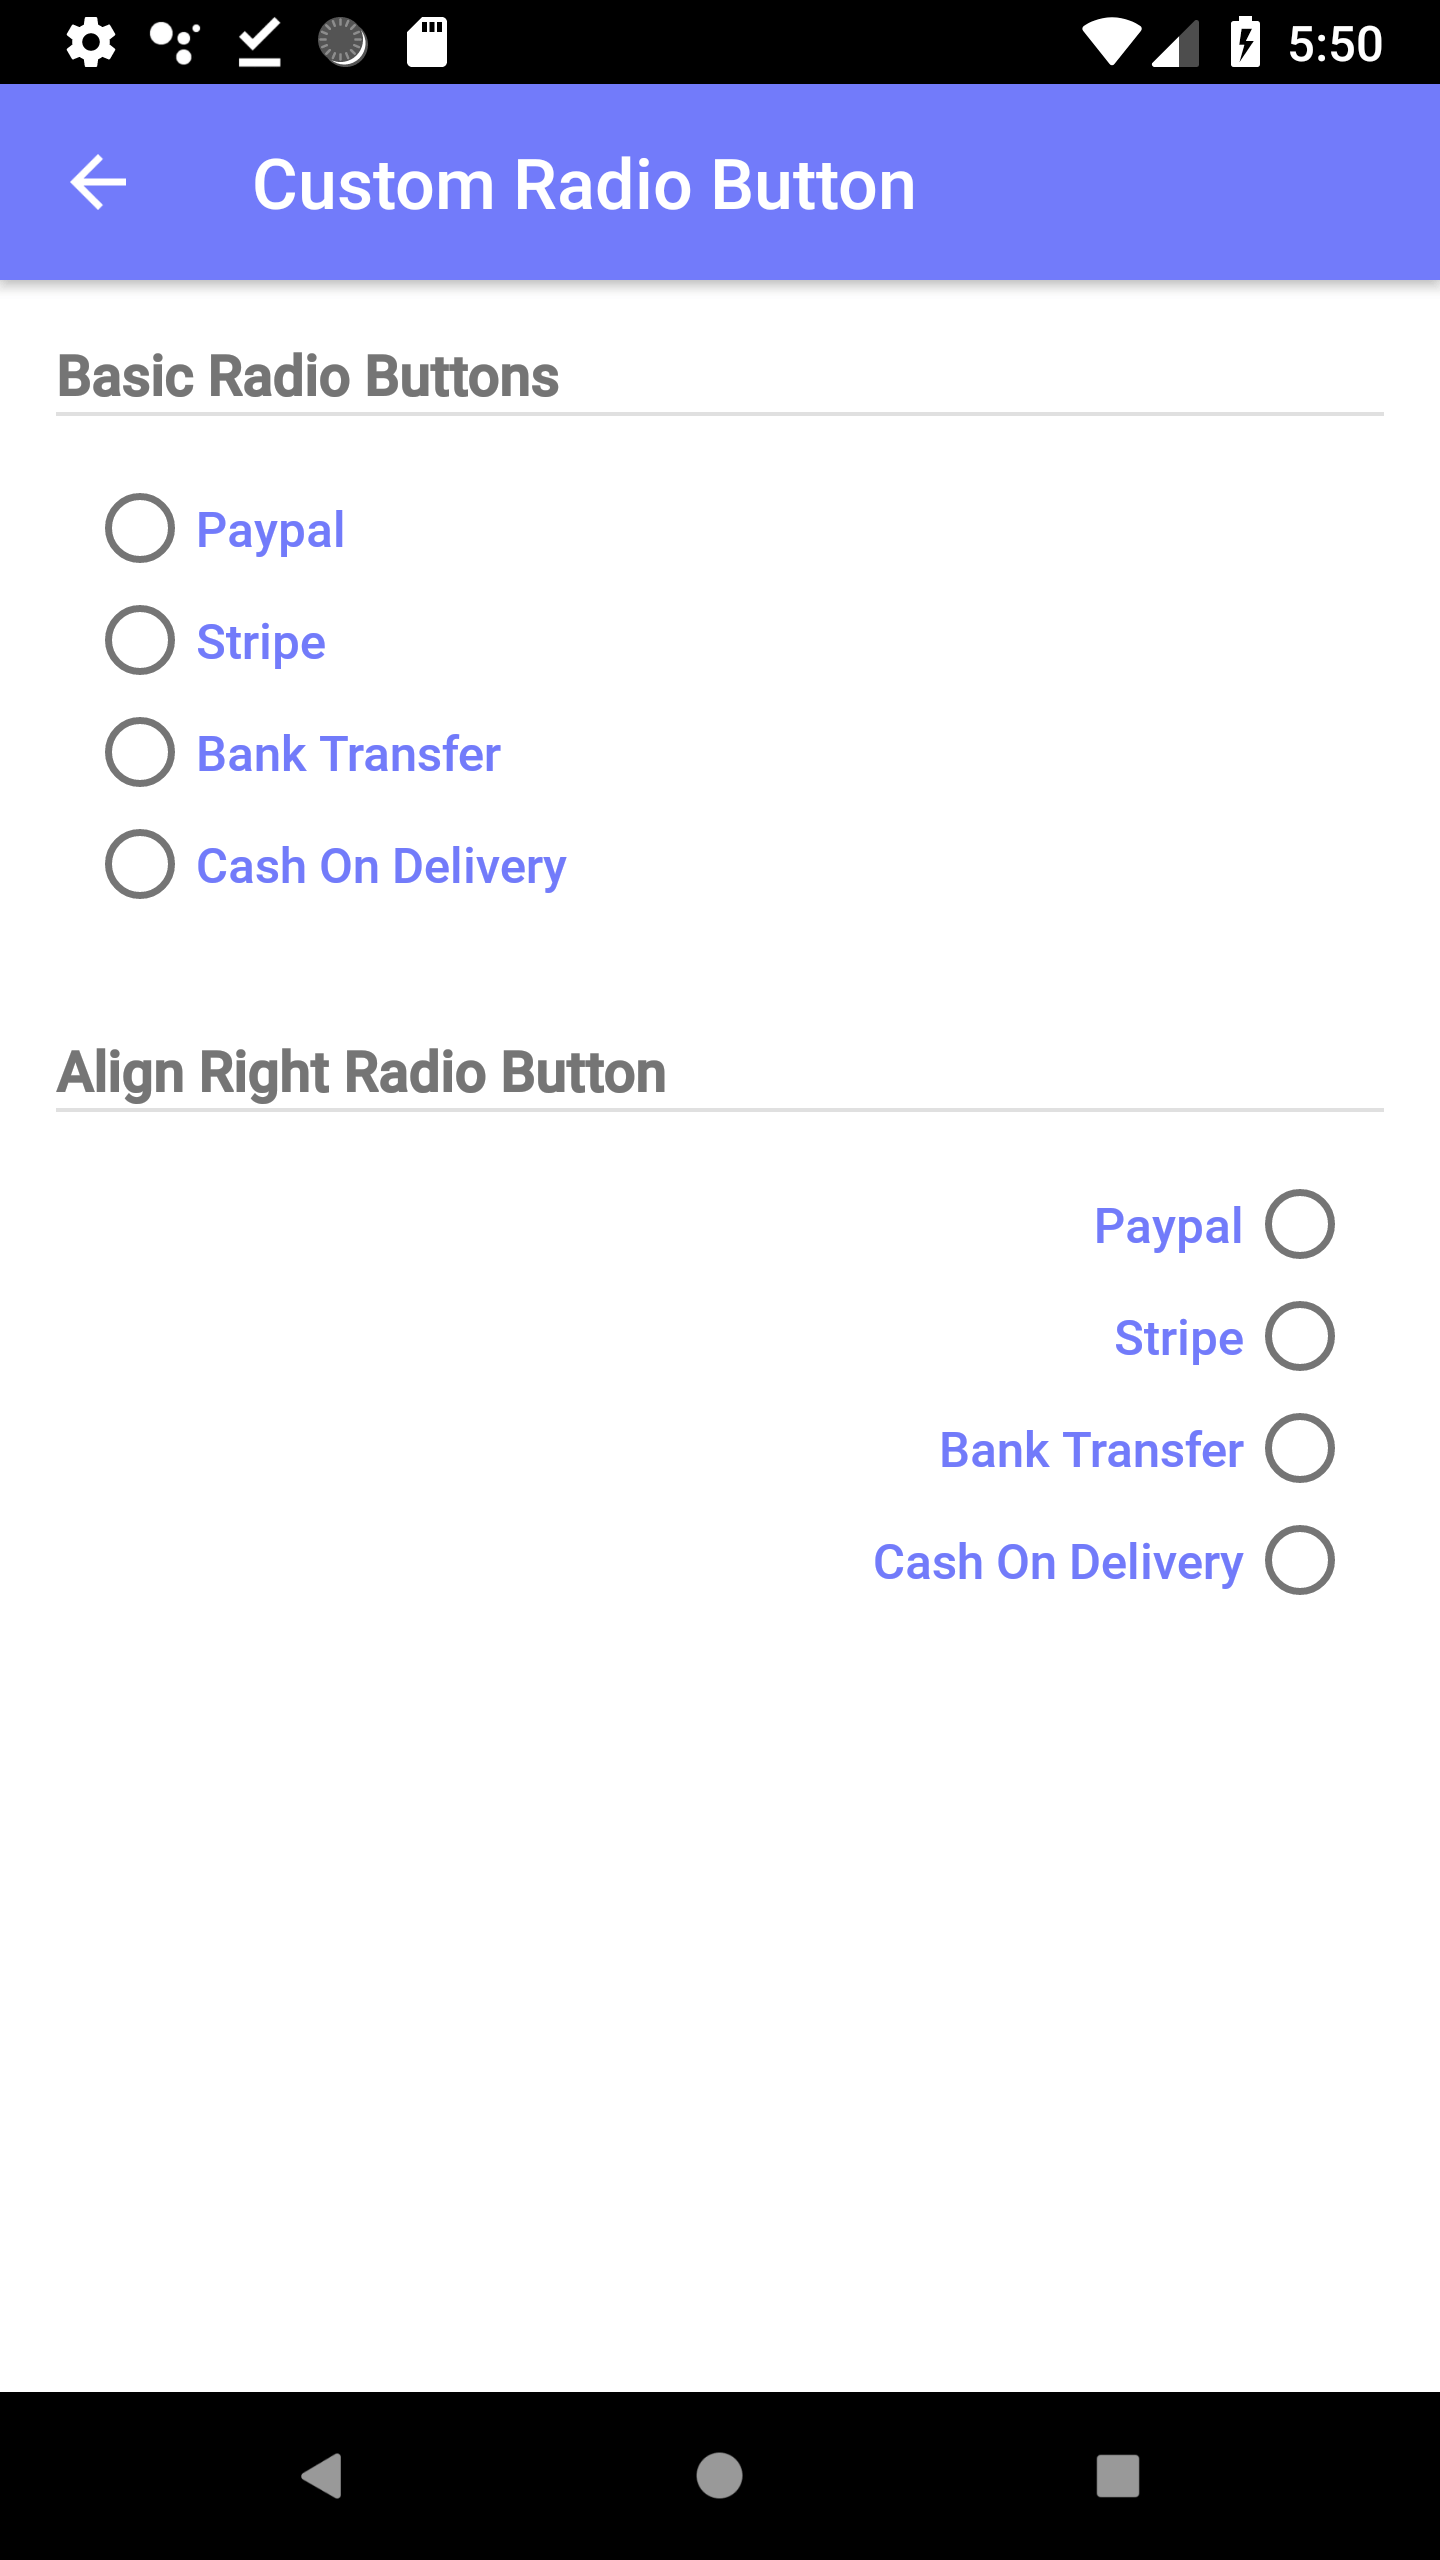 5:50
Custom Radio Button
Basic Radio Buttons
Paypal
Stripe
Bank Transfer
Cash On Delivery
Align Right Radio Button
Paypal
Stripe
Bank Transfer
Cash On Delivery